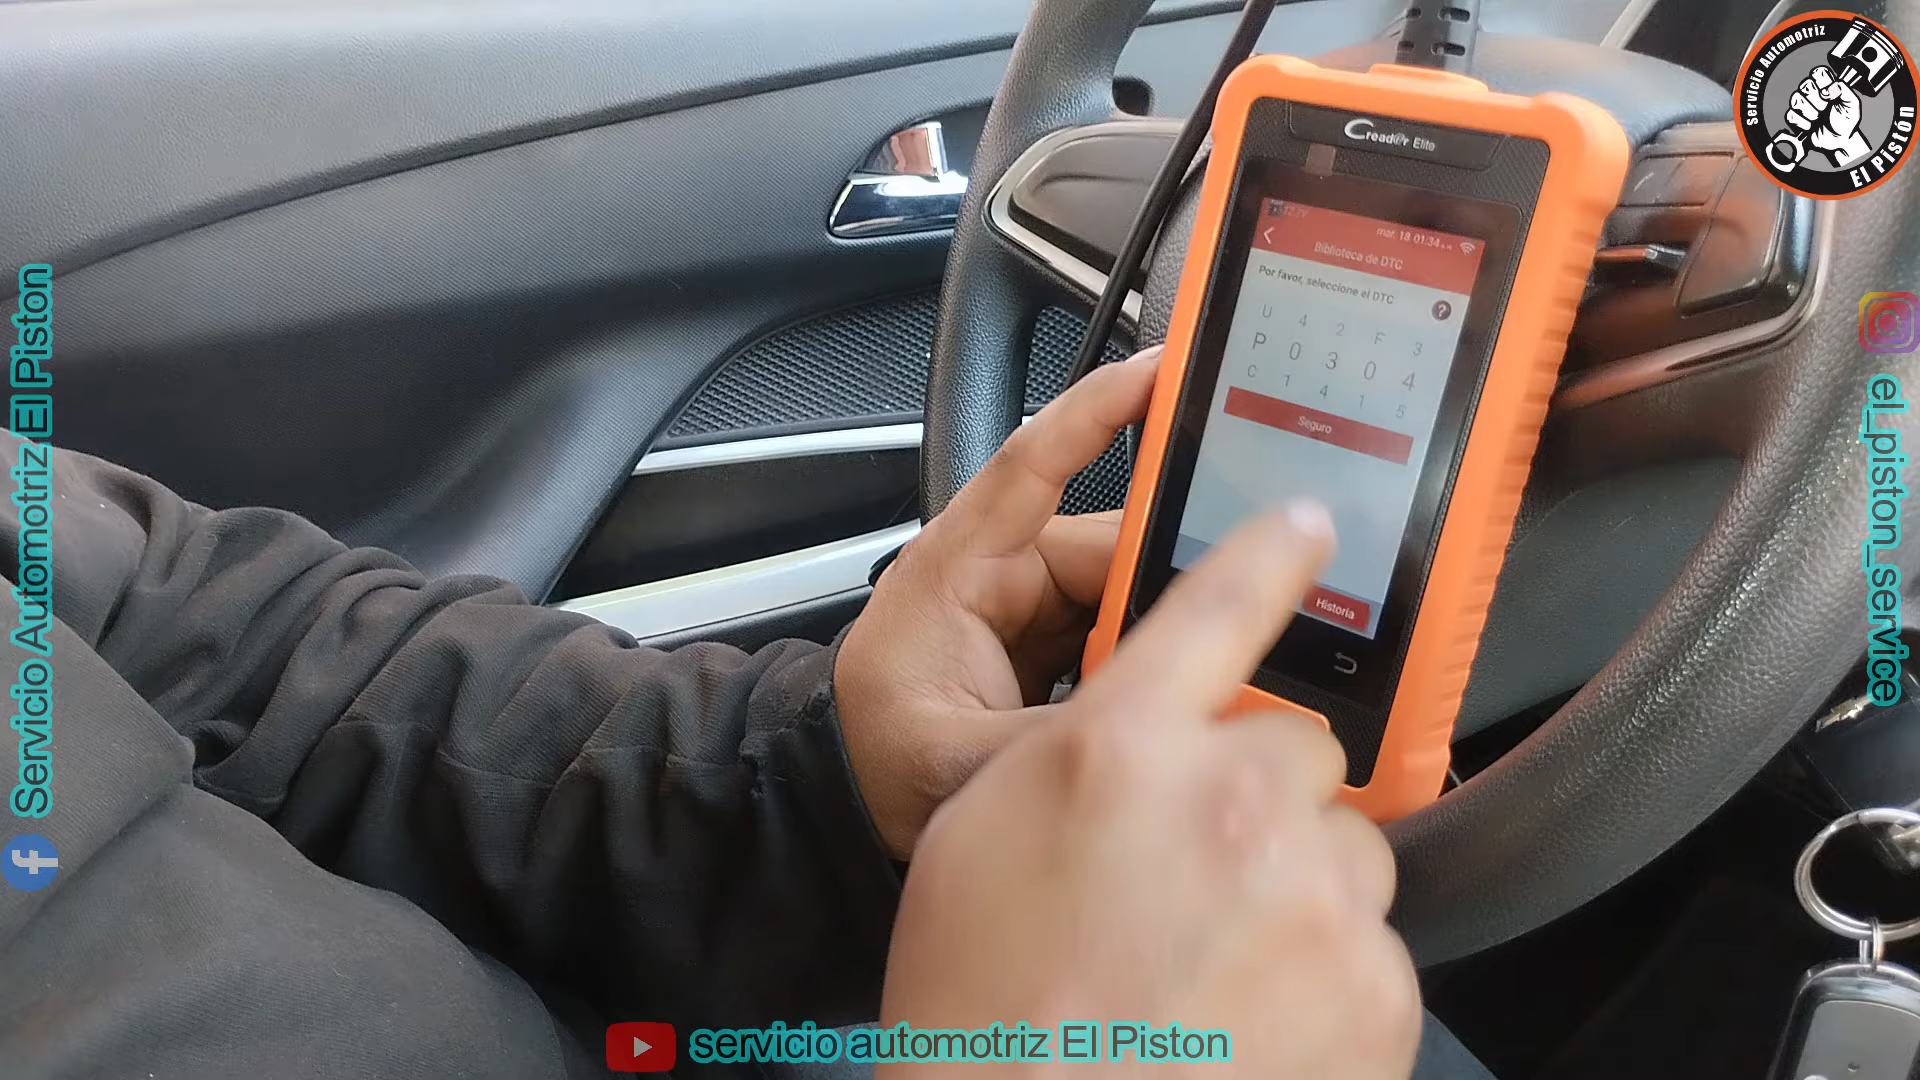 Servicio Automotriz
El Pistón
Creader Elite
12.7V
mar. 18 01:34
Biblioteca de DTC
Por favor, seleccione el DTC
?
U 4 2 F 3
P 0 3 0 4
C 1 4 1 5
Seguro
Historia
Servicio Automotriz El Piston
el_piston_service
servicio automotriz El Piston